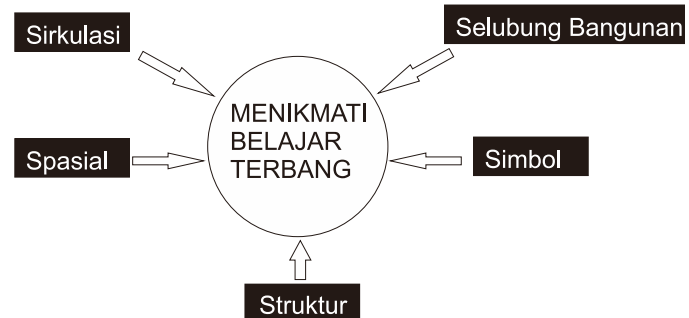 Sirkulasi
Selubung Bangunan
MENIKMATI
BELAJAR
TERBANG
Spasial
Simbol
Struktur